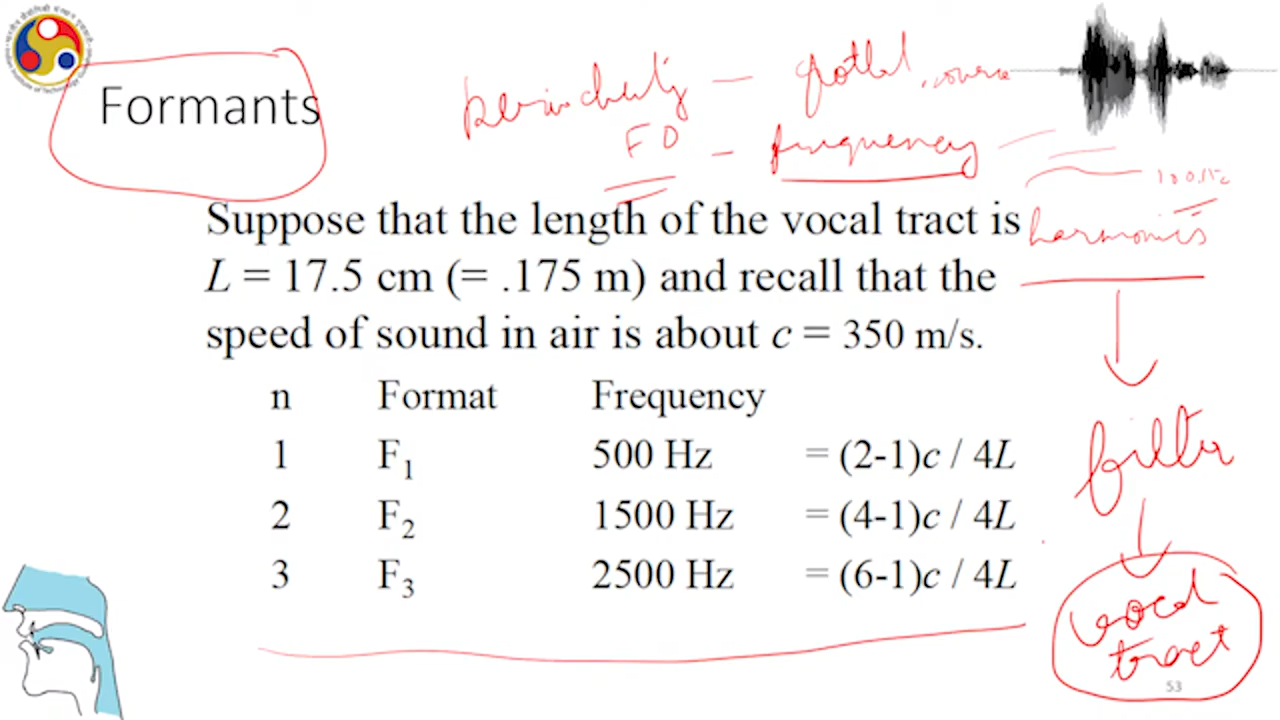 Formants
periodicity – glottal source
F0 – frequency
harmonics
Suppose that the length of the vocal tract is
L = 17.5 cm (= .175 m) and recall that the
speed of sound in air is about c = 350 m/s.
n Format Frequency
1 F₁ 500 Hz = (2-1)c / 4L
2 F₂ 1500 Hz = (4-1)c / 4L
3 F₃ 2500 Hz = (6-1)c / 4L
filter
vocal
tract
53